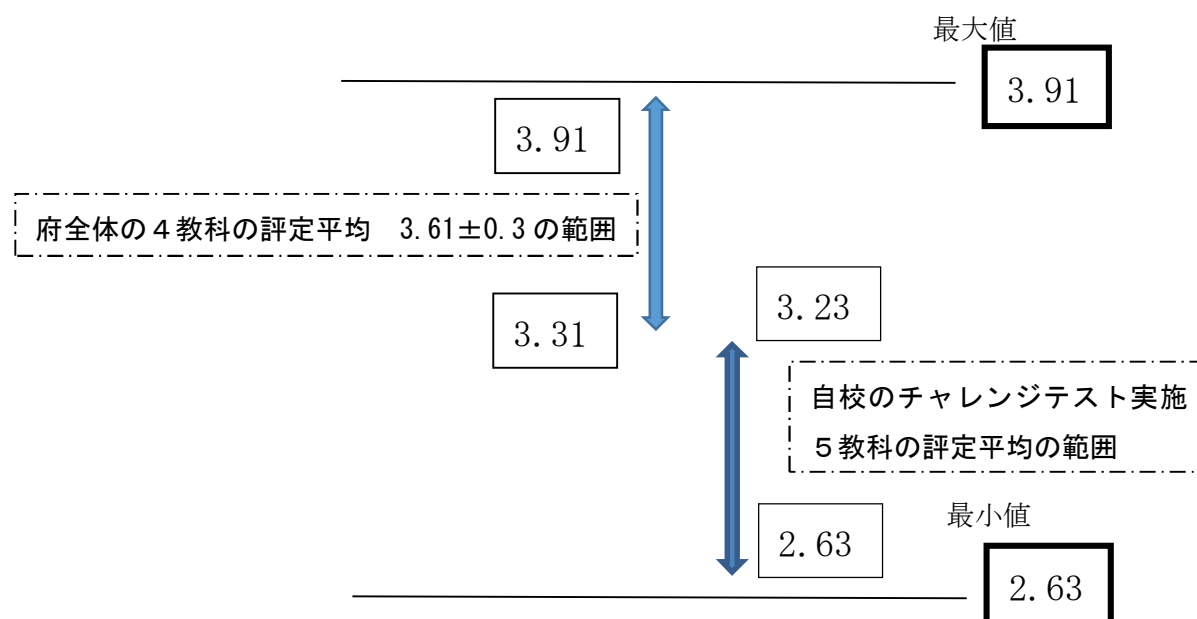 最大値
3.91
3.91
府全体の４教科の評定平均　3.61±0.3の範囲
3.23
3.31
自校のチャレンジテスト実施
５教科の評定平均の範囲
最小値
2.63
2.63